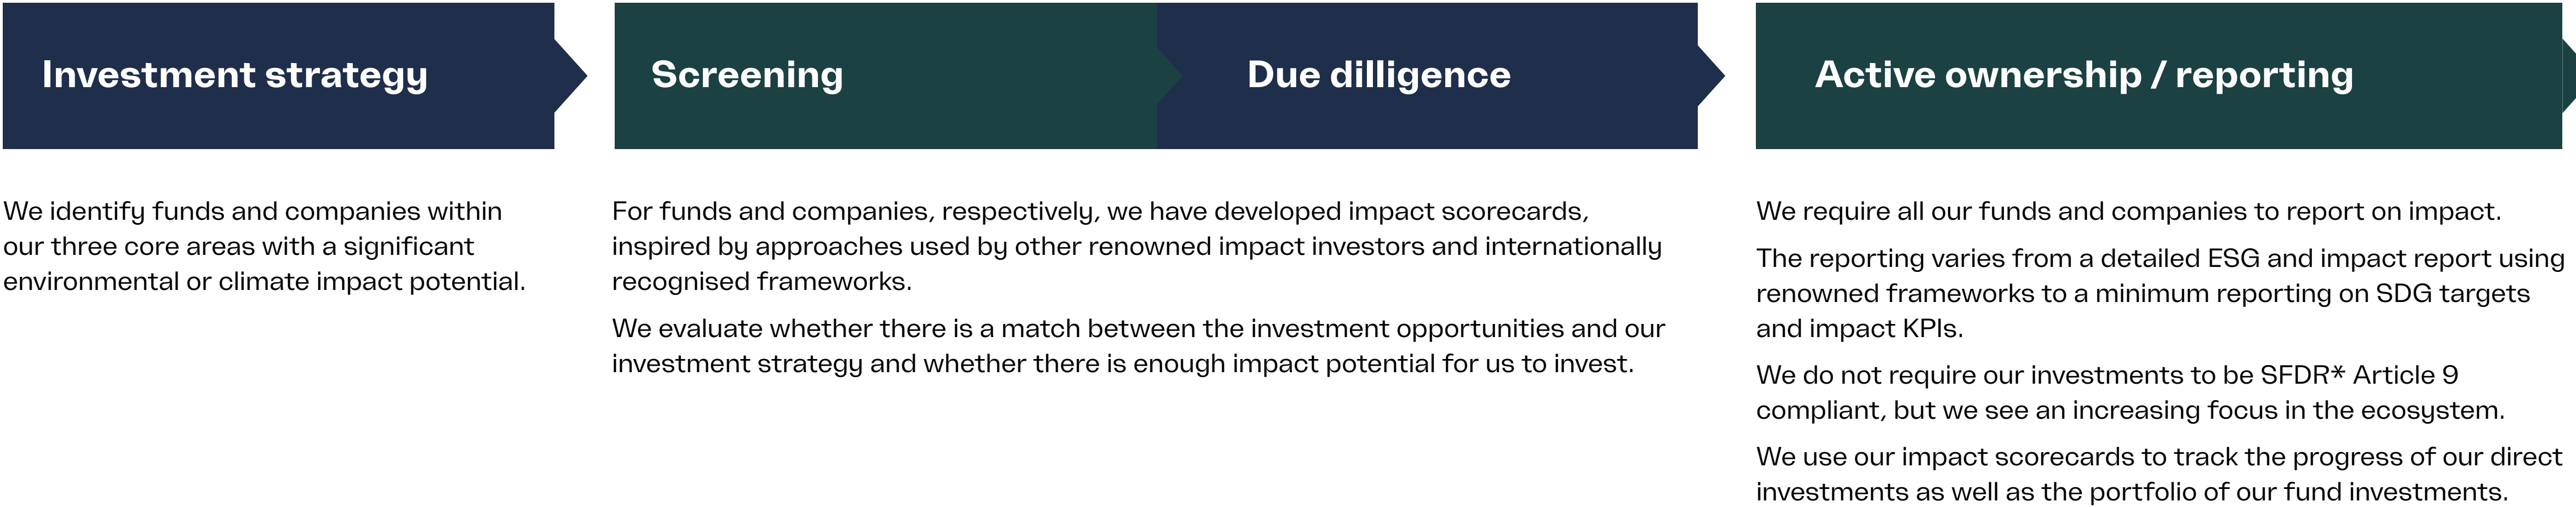 Investment strategy
We identify funds and companies within
our three core areas with a significant
environmental or climate impact potential.
Screening
Due dilligence
For funds and companies, respectively, we have developed impact scorecards,
inspired by approaches used by other renowned impact investors and internationally
recognised frameworks.
We evaluate whether there is a match between the investment opportunities and our
investment strategy and whether there is enough impact potential for us to invest.
Active ownership / reporting
We require all our funds and companies to report on impact.
The reporting varies from a detailed ESG and impact report using
renowned frameworks to a minimum reporting on SDG targets
and impact KPIs.
We do not require our investments to be SFDR* Article 9
compliant, but we see an increasing focus in the ecosystem.
We use our impact scorecards to track the progress of our direct
investments as well as the portfolio of our fund investments.